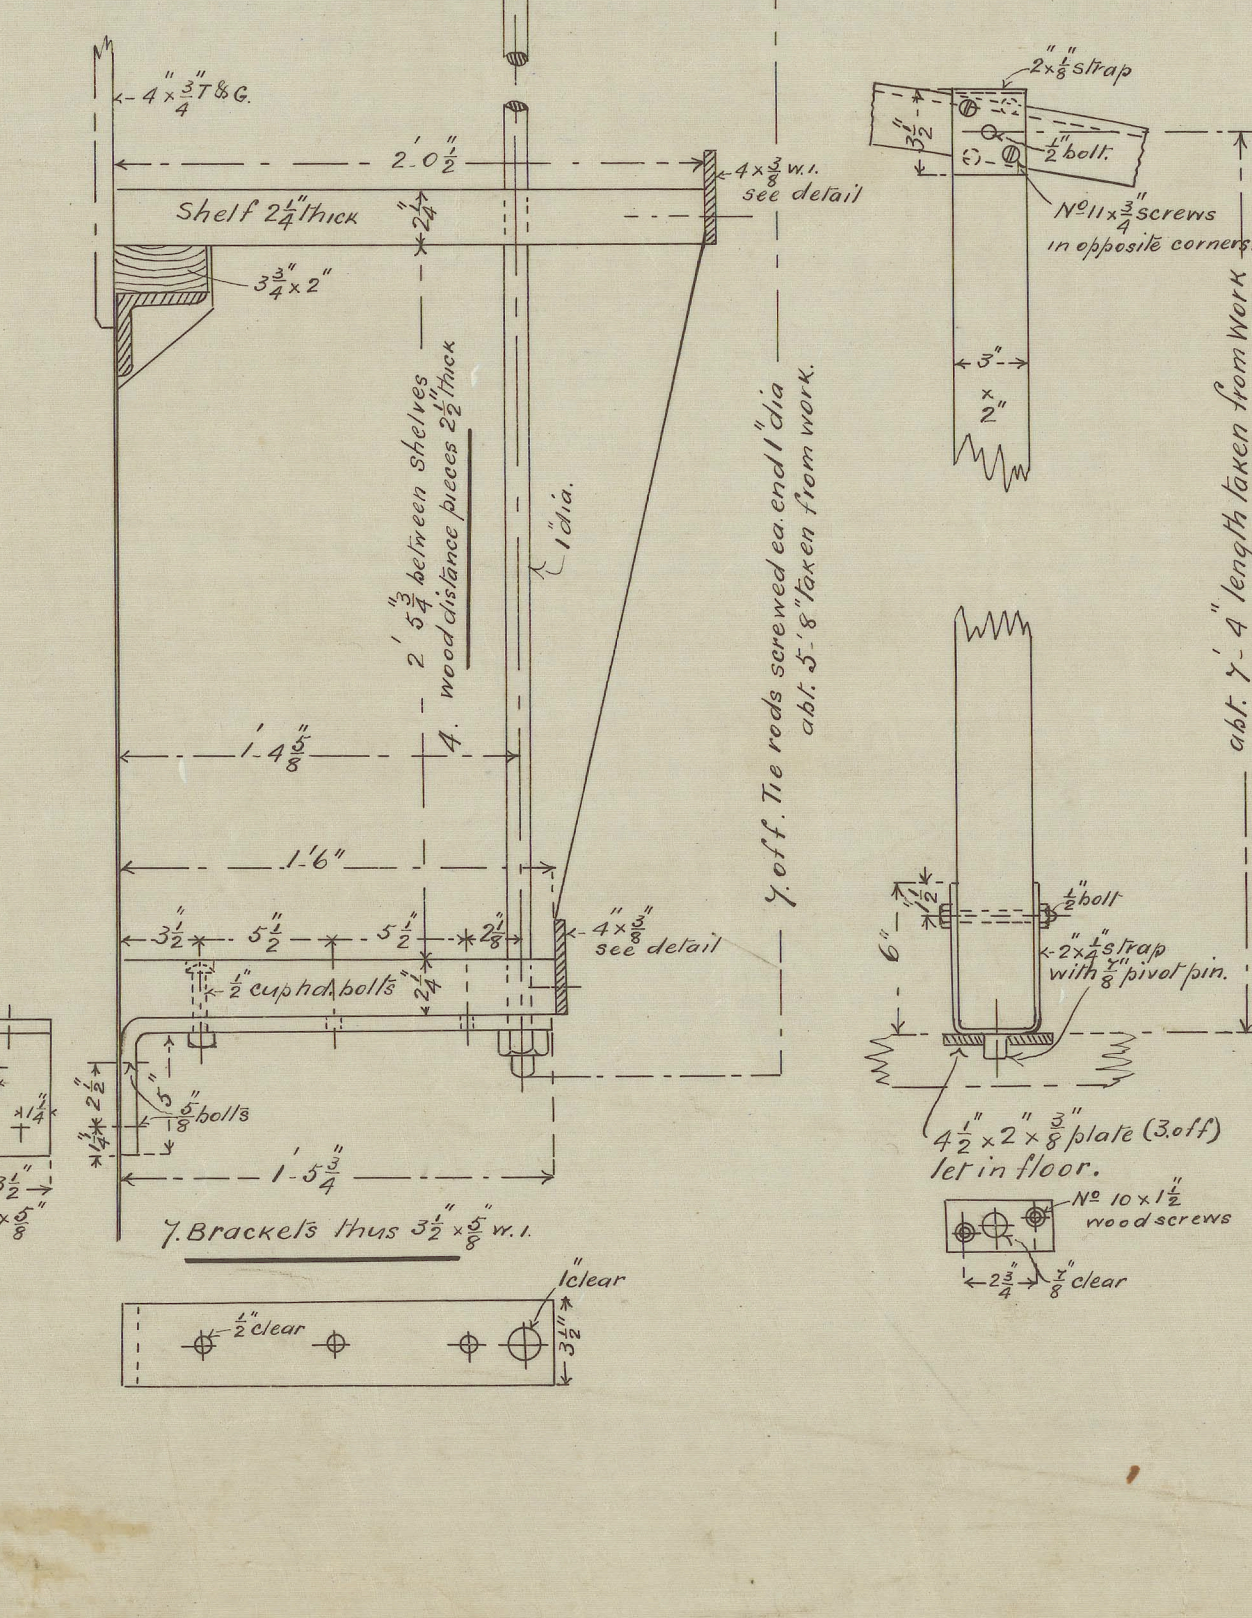 4" x 3/4" T & G.
2'-0 1/2"
4 x 3/8" w.i.
see detail
Shelf 2 1/4" thick
2 1/4"
3 3/4" x 2"
2' 5 3/4" between shelves
4. wood distance pieces 2 1/2" thick
1" dia.
7. off. Tie rods screwed ea. end 1" dia
abt. 5'-8" taken from work.
1'-4 5/8"
1'-6"
3 1/2"
5 1/2"
5 1/2"
2 1/8"
4" x 3/8"
see detail
1/2" cup hd. bolts
2 1/4"
5"
2 1/2"
1 1/4"
5/8" bolts
1 1/4"
3 1/2"
x 5/8"
1'-5 3/4"
7. Brackets thus 3 1/2" x 5/8" w.i.
1" clear
1/2" clear
3 1/2"
2" x 1/8" strap
3 1/2"
1/2" bolt.
No 11 x 3/4" screws
in opposite corners
3"
x
2"
abt. 7'-4" length taken from work
1 1/2"
6"
1/2" bolt
2" x 1/4" strap
with 7/8" pivot pin.
4 1/2" x 2" x 3/8" plate (3.off)
let in floor.
No 10 x 1 1/2"
wood screws
2 3/4"
7/8" clear